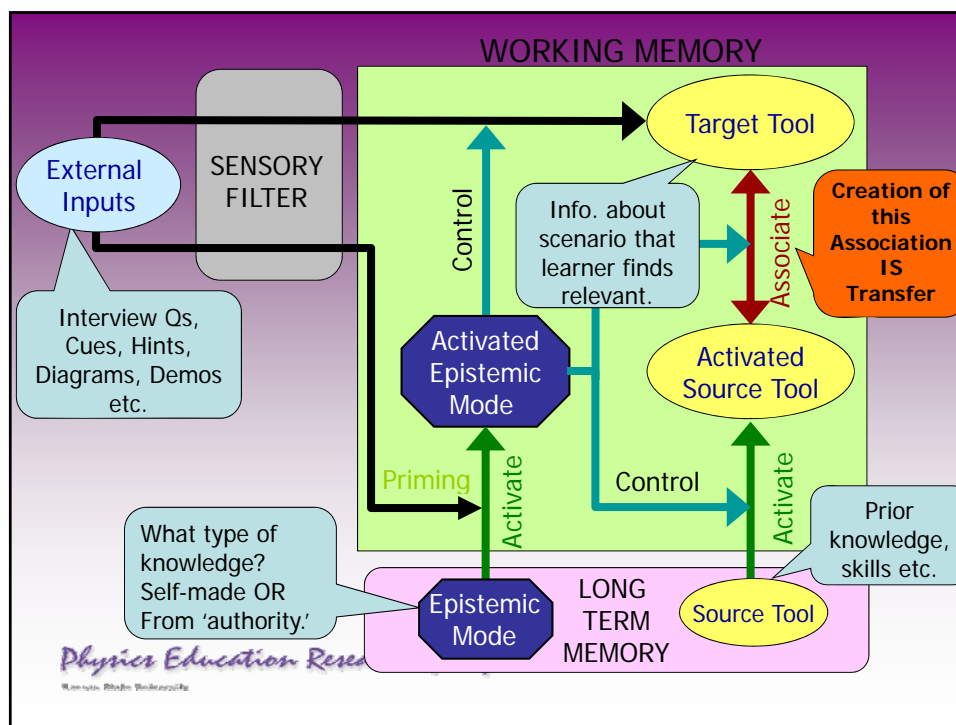 WORKING MEMORY
External
Inputs
SENSORY
FILTER
Target Tool
Control
Info. about
scenario that
learner finds
relevant.
Associate
Creation of
this
Association
IS
Transfer
Interview Qs,
Cues, Hints,
Diagrams, Demos
etc.
Activated
Epistemic
Mode
Activated
Source Tool
Priming
Activate
Control
Activate
Prior
knowledge,
skills etc.
What type of
knowledge?
Self-made OR
From ‘authority.’
Epistemic
Mode
LONG
TERM
MEMORY
Source Tool
Physics Education
Kansas State University